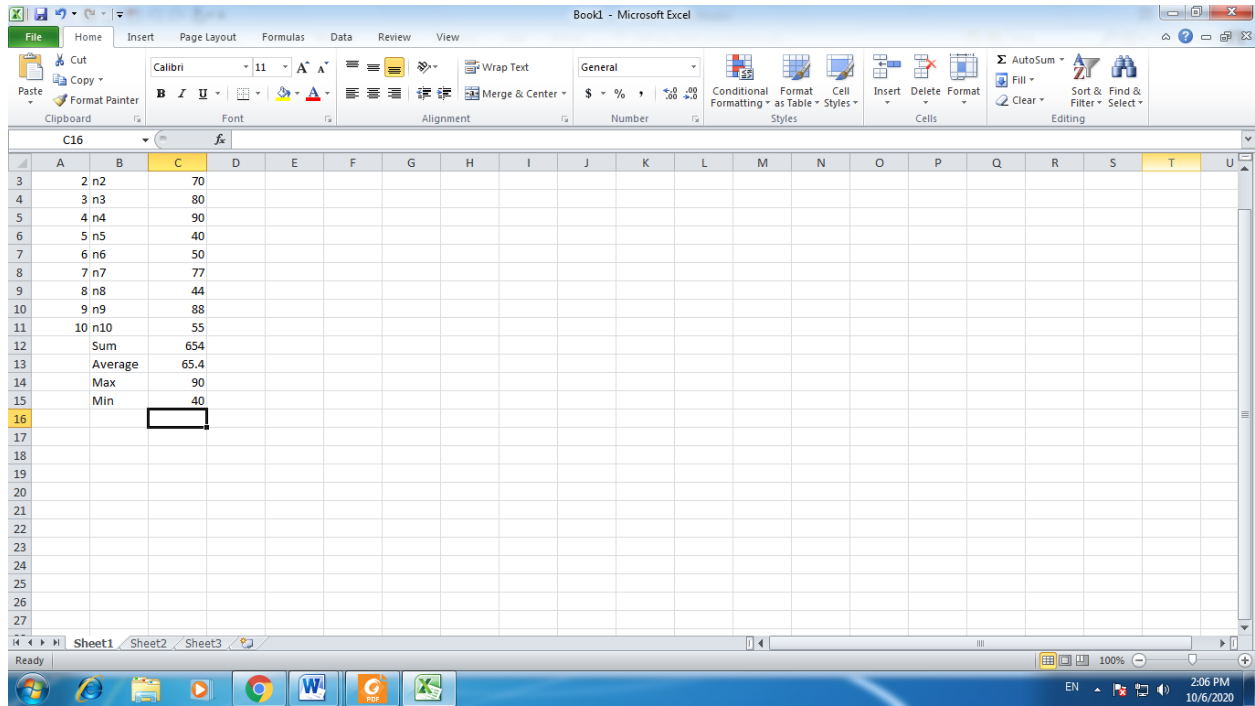 Book1 - Microsoft Excel
File Home Insert Page Layout Formulas Data Review View
Cut
Copy
Format Painter
Paste
Clipboard
Calibri 11 A A
B I U A
Font
Wrap Text
Merge & Center
Alignment
General
$ % , .0 .00 .00 .0
Number
Conditional Formatting
Format as Table
Cell Styles
Styles
Insert Delete Format
Cells
Σ AutoSum
Fill
Clear
Sort & Filter
Find & Select
Editing
C16 fx
A B C D E F G H I J K L M N O P Q R S T U
3 2 n2 70
4 3 n3 80
5 4 n4 90
6 5 n5 40
7 6 n6 50
8 7 n7 77
9 8 n8 44
10 9 n9 88
11 10 n10 55
12 Sum 654
13 Average 65.4
14 Max 90
15 Min 40
16
17
18
19
20
21
22
23
24
25
26
27
Sheet1 Sheet2 Sheet3
Ready 100%
W PDF X
EN 2:06 PM
10/6/2020